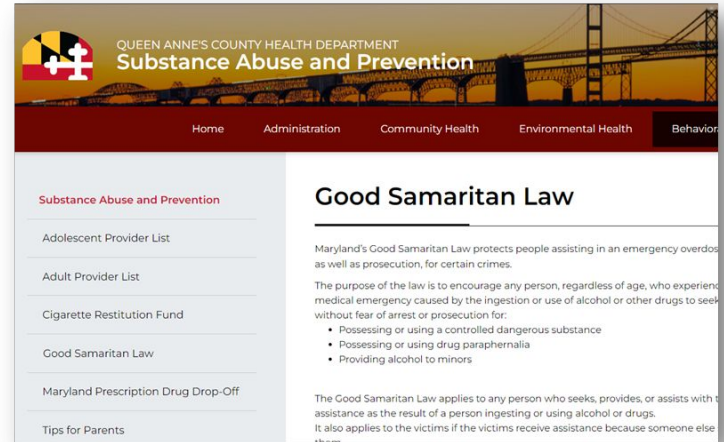 QUEEN ANNE'S COUNTY HEALTH DEPARTMENT
Substance Abuse and Prevention
Home Administration Community Health Environmental Health
Substance Abuse and Prevention
Adolescent Provider List
Adult Provider List
Cigarette Restitution Fund
Good Samaritan Law
Maryland Prescription Drug Drop-Off
Tips for Parents
Good Samaritan Law
Maryland's Good Samaritan Law protects people assisting in an emergency
as well as prosecution, for certain crimes.
The purpose of the law is to encourage any person, regardless of age, who
medical emergency caused by the ingestion or use of alcohol or other drugs to seek
without fear of arrest or prosecution for:
• Possessing or using a controlled dangerous substance
• Possessing or using drug paraphernalia
• Providing alcohol to minors
The Good Samaritan Law applies to any person who seeks, provides, or assists with
assistance as the result of a person ingesting or using alcohol or drugs.
It also applies to the victims if the victims receive assistance because someone else